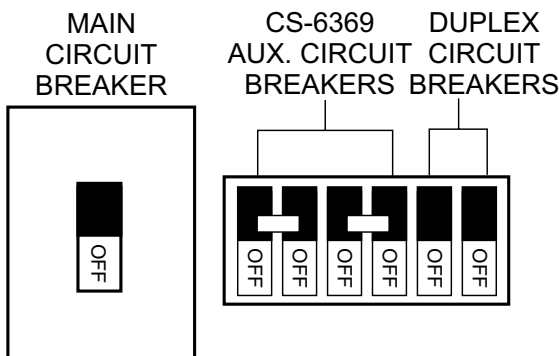 MAIN
CIRCUIT
BREAKER
CS-6369
AUX. CIRCUIT
BREAKERS
DUPLEX
CIRCUIT
BREAKERS
OFF
OFF
OFF
OFF
OFF
OFF
OFF